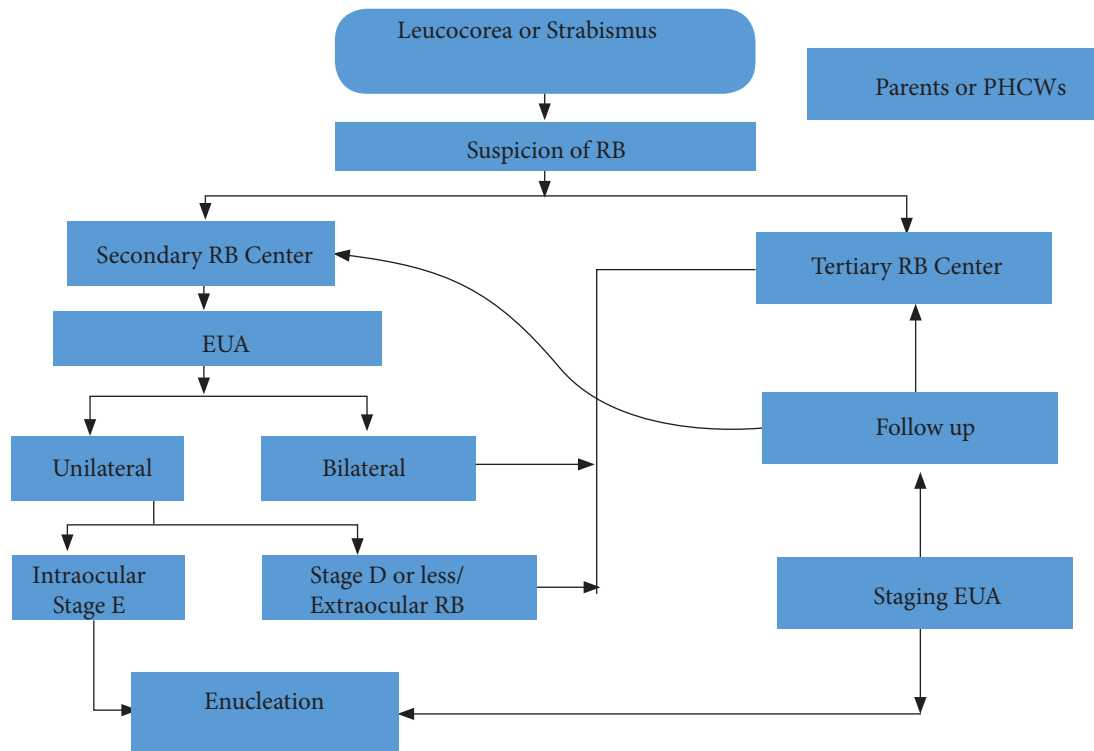 Leucocorea or Strabismus
Parents or PHCWs
Suspicion of RB
Secondary RB Center
Tertiary RB Center
EUA
Follow up
Unilateral
Bilateral
Intraocular
Stage E
Stage D or less/
Extraocular RB
Staging EUA
Enucleation